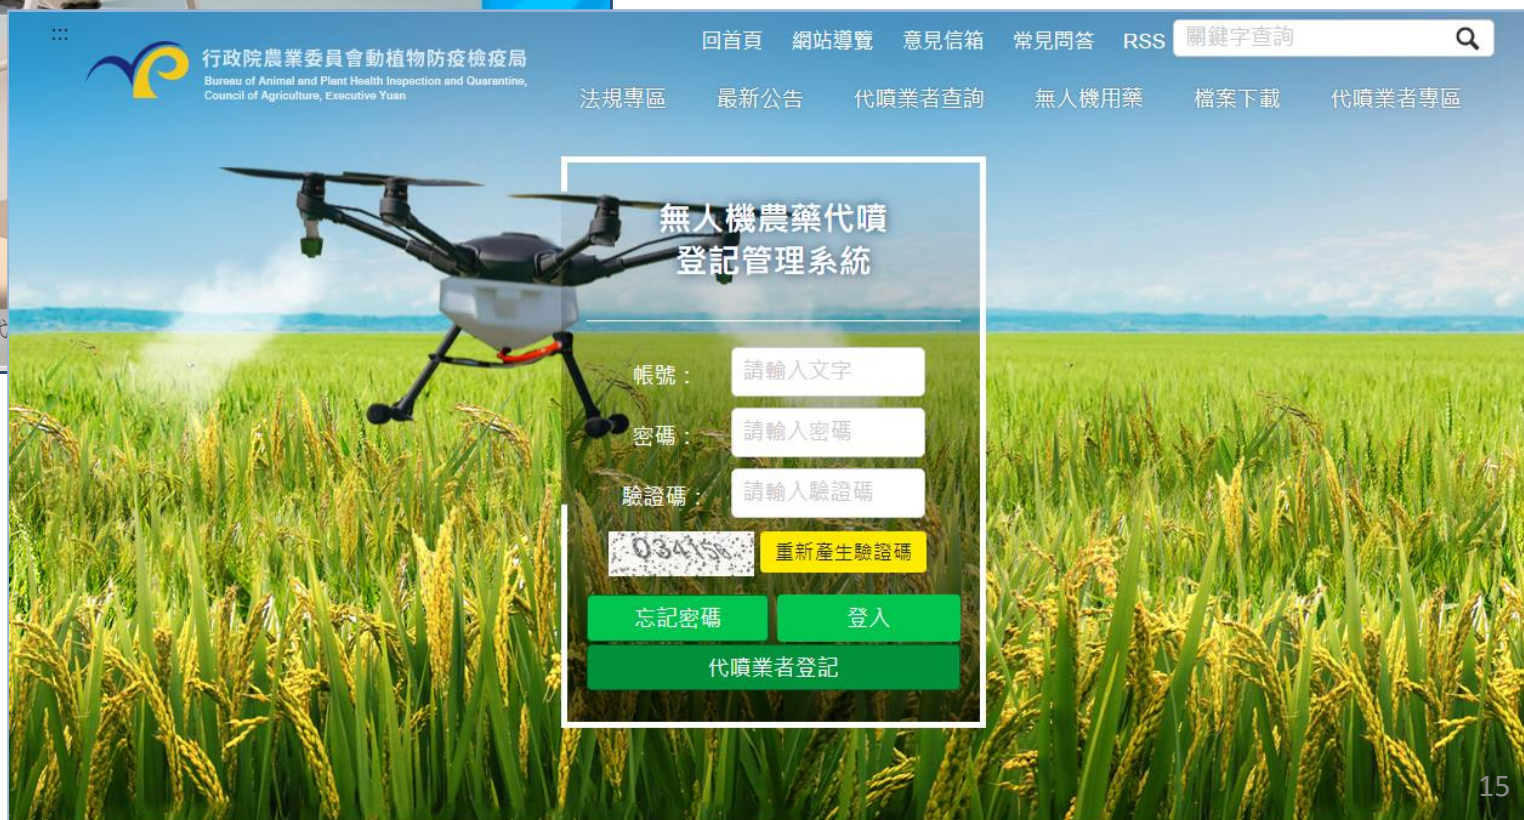 :::
行政院農業委員會動植物防疫檢疫局
Bureau of Animal and Plant Health Inspection and Quarantine,
Council of Agriculture, Executive Yuan
回首頁 網站導覽 意見信箱 常見問答 RSS 關鍵字查詢
法規專區 最新公告 代噴業者查詢 無人機用藥 檔案下載 代噴業者專區
無人機農藥代噴
登記管理系統
帳號： 請輸入文字
密碼： 請輸入密碼
驗證碼： 請輸入驗證碼
034158 重新產生驗證碼
忘記密碼 登入
代噴業者登記
15